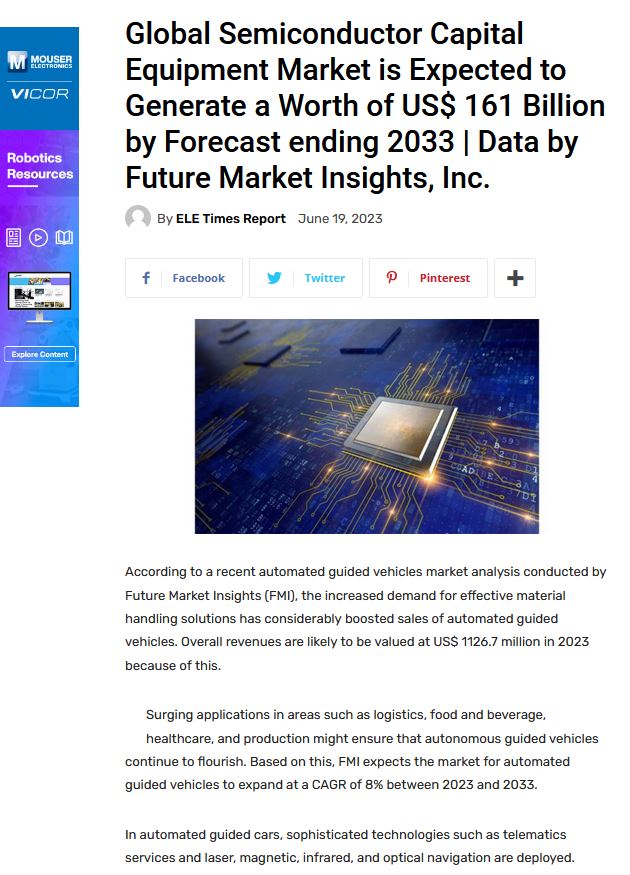 MOUSER
ELECTRONICS
VICOR
Robotics
Resources
Explore Content
Global Semiconductor Capital
Equipment Market is Expected to
Generate a Worth of US$ 161 Billion
by Forecast ending 2033 | Data by
Future Market Insights, Inc.
By ELE Times Report June 19, 2023
Facebook Twitter Pinterest
According to a recent automated guided vehicles market analysis conducted by
Future Market Insights (FMI), the increased demand for effective material
handling solutions has considerably boosted sales of automated guided
vehicles. Overall revenues are likely to be valued at US$ 1126.7 million in 2023
because of this.
Surging applications in areas such as logistics, food and beverage,
healthcare, and production might ensure that autonomous guided vehicles
continue to flourish. Based on this, FMI expects the market for automated
guided vehicles to expand at a CAGR of 8% between 2023 and 2033.
In automated guided cars, sophisticated technologies such as telematics
services and laser, magnetic, infrared, and optical navigation are deployed.